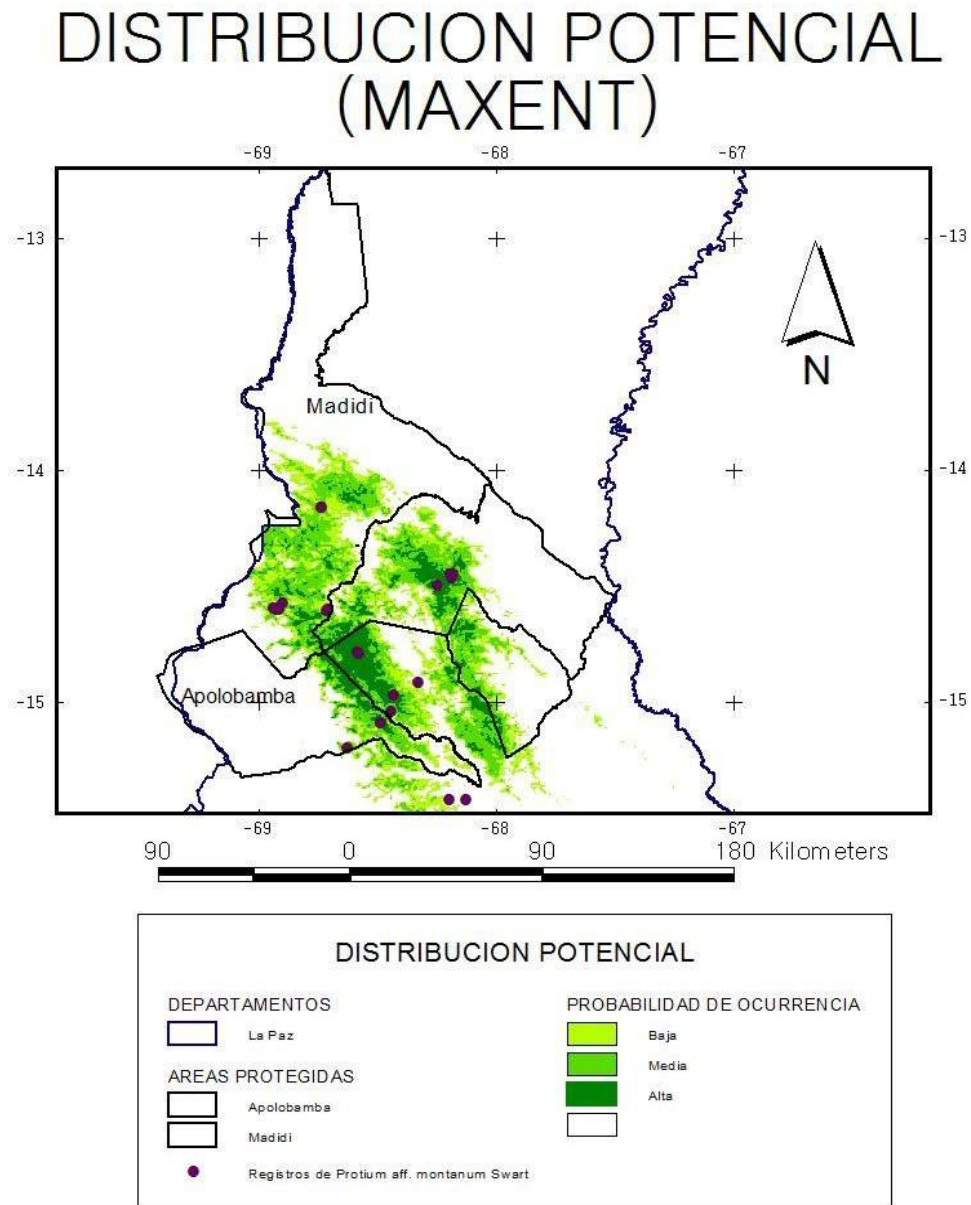 DISTRIBUCION POTENCIAL
(MAXENT)
-69 -68 -67
-13 -13
N
Madidi
-14 -14
Apolobamba
-15 -15
-69 -68 -67
90 0 90 180 Kilometers
DISTRIBUCION POTENCIAL
DEPARTAMENTOS
La Paz
AREAS PROTEGIDAS
Apolobamba
Madidi
Registros de Protium aff. montanum Swart
PROBABILIDAD DE OCURRENCIA
Baja
Media
Alta